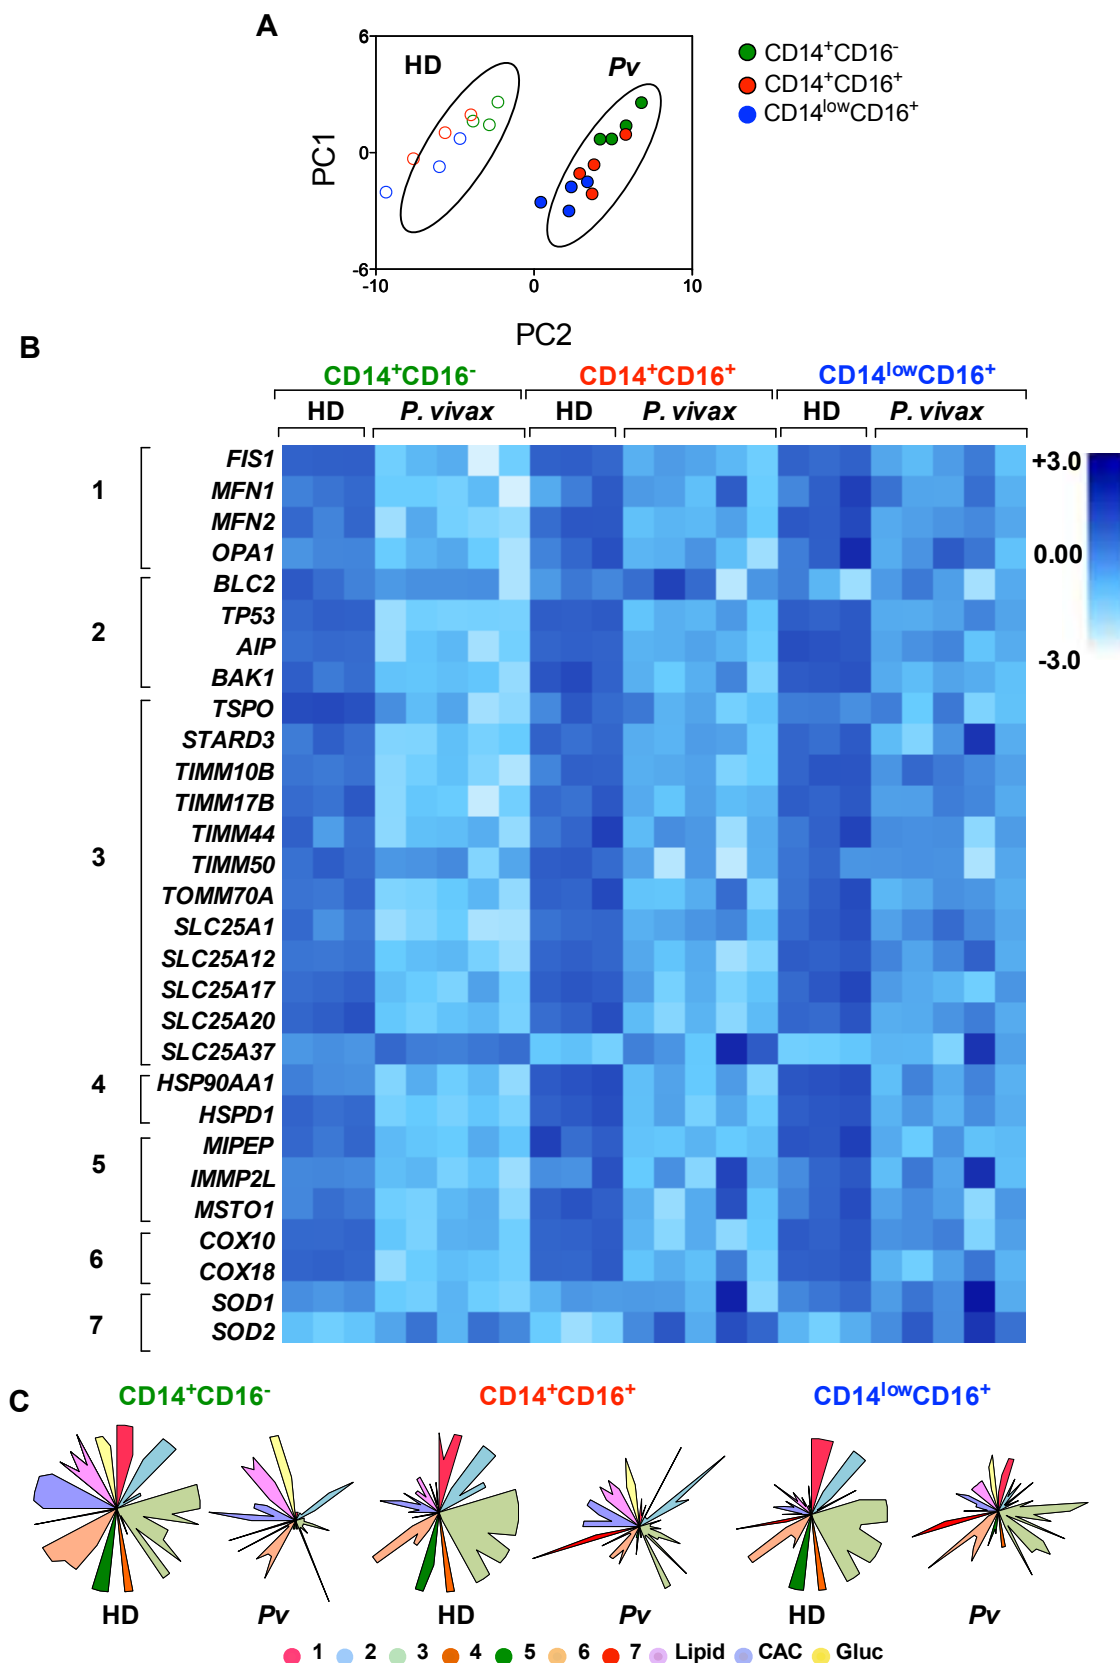 A
6
HD
Pv
CD14+CD16-
CD14+CD16+
CD14lowCD16+
PC1
0
-6
-10
0
10
PC2
B
CD14+CD16-
CD14+CD16+
CD14lowCD16+
HD
P. vivax
HD
P. vivax
HD
P. vivax
1
FIS1
MFN1
MFN2
OPA1
2
BLC2
TP53
AIP
BAK1
3
TSPO
STARD3
TIMM10B
TIMM17B
TIMM44
TIMM50
TOMM70A
SLC25A1
SLC25A12
SLC25A17
SLC25A20
SLC25A37
4
HSP90AA1
HSPD1
5
MIPEP
IMMP2L
MSTO1
6
COX10
COX18
7
SOD1
SOD2
+3.0
0.00
-3.0
C
CD14+CD16-
CD14+CD16+
CD14lowCD16+
HD
Pv
HD
Pv
HD
Pv
1 2 3 4 5 6 7 Lipid CAC Gluc